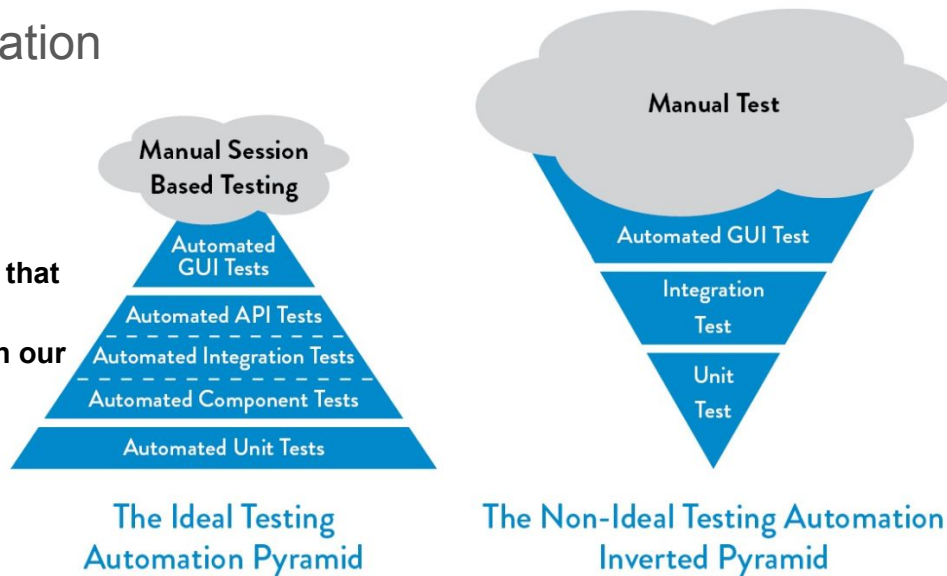 ation
that
n our
Manual Session
Based Testing
Automated
GUI Tests
Automated API Tests
Automated Integration Tests
Automated Component Tests
Automated Unit Tests
The Ideal Testing
Automation Pyramid
Manual Test
Automated GUI Test
Integration
Test
Unit
Test
The Non-Ideal Testing Automation
Inverted Pyramid